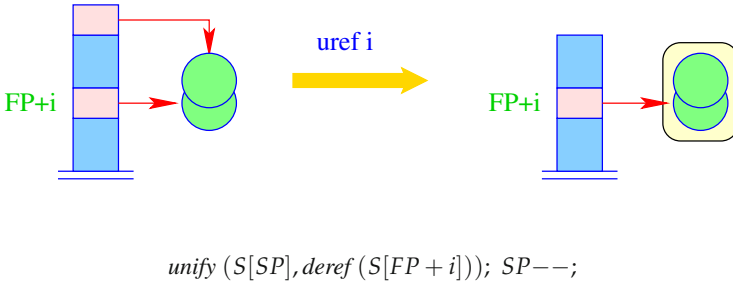 uref i
FP+i
FP+i
unify (S[SP], deref (S[FP + i])); SP−−;